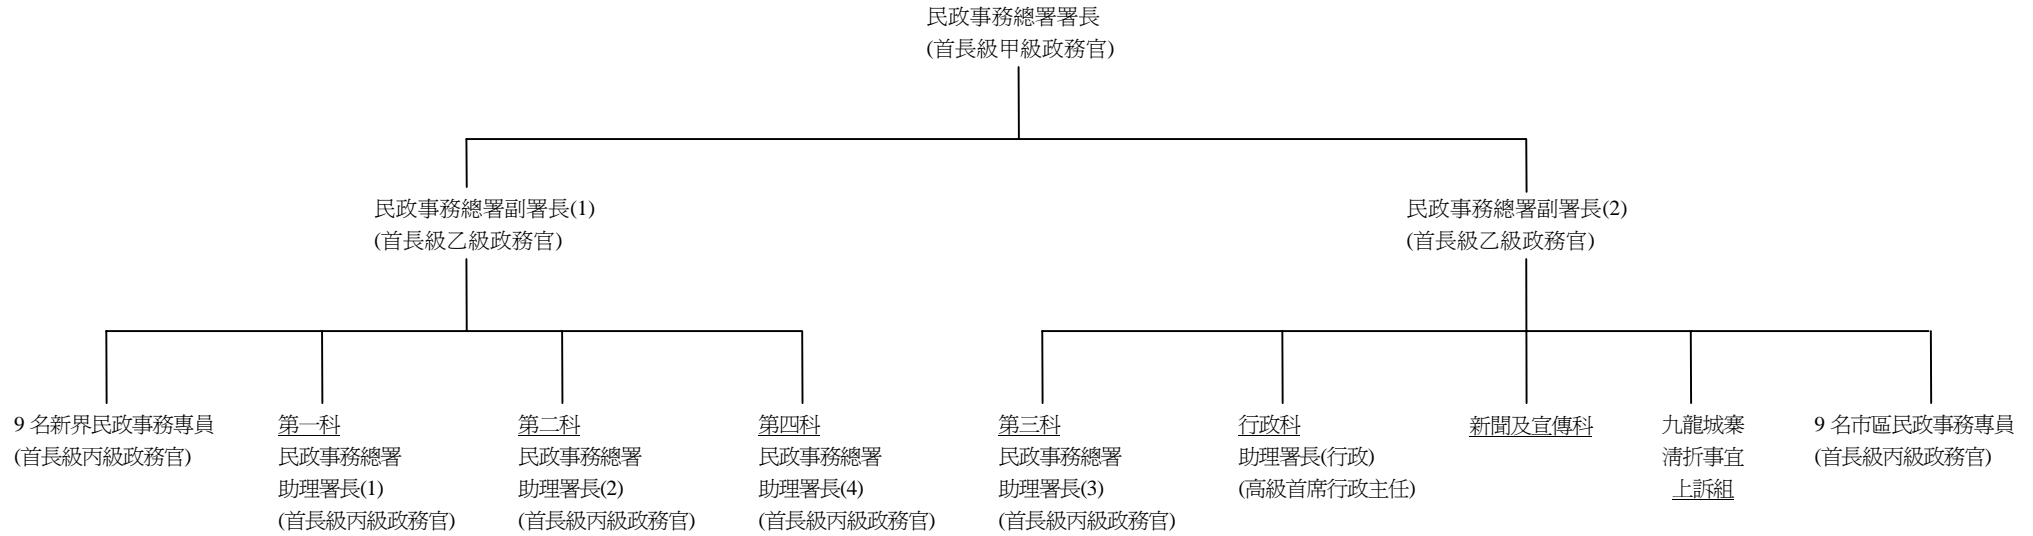 民政事務總署署長
(首長級甲級政務官)
民政事務總署副署長(1)
(首長級乙級政務官)
民政事務總署副署長(2)
(首長級乙級政務官)
9 名新界民政事務專員
(首長級丙級政務官)
第一科
民政事務總署
助理署長(1)
(首長級丙級政務官)
第二科
民政事務總署
助理署長(2)
(首長級丙級政務官)
第四科
民政事務總署
助理署長(4)
(首長級丙級政務官)
第三科
民政事務總署
助理署長(3)
(首長級丙級政務官)
行政科
助理署長(行政)
(高級首席行政主任)
新聞及宣傳科
九龍城寨
清折事宜
上訴組
9 名市區民政事務專員
(首長級丙級政務官)